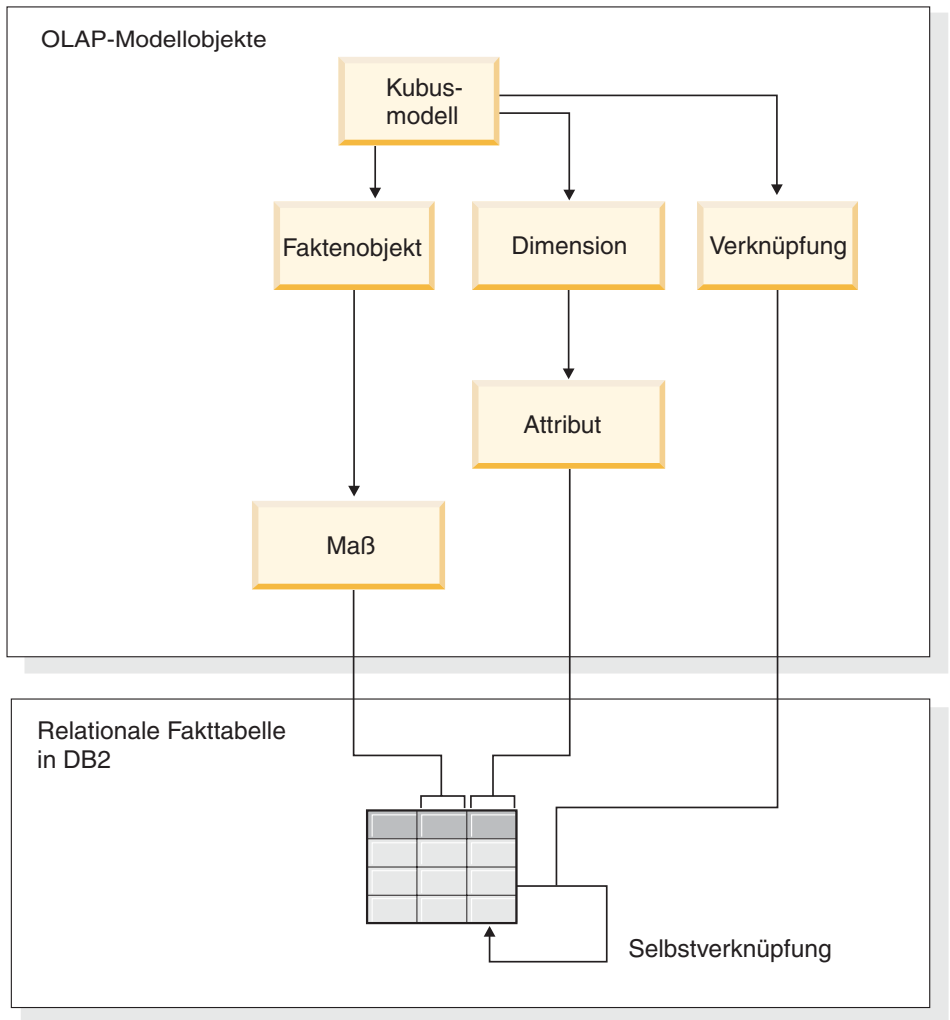 OLAP-Modellobjekte
Kubus-
modell
Faktenobjekt
Dimension
Verknüpfung
Attribut
Maß
Relationale Fakttabelle
in DB2
Selbstverknüpfung